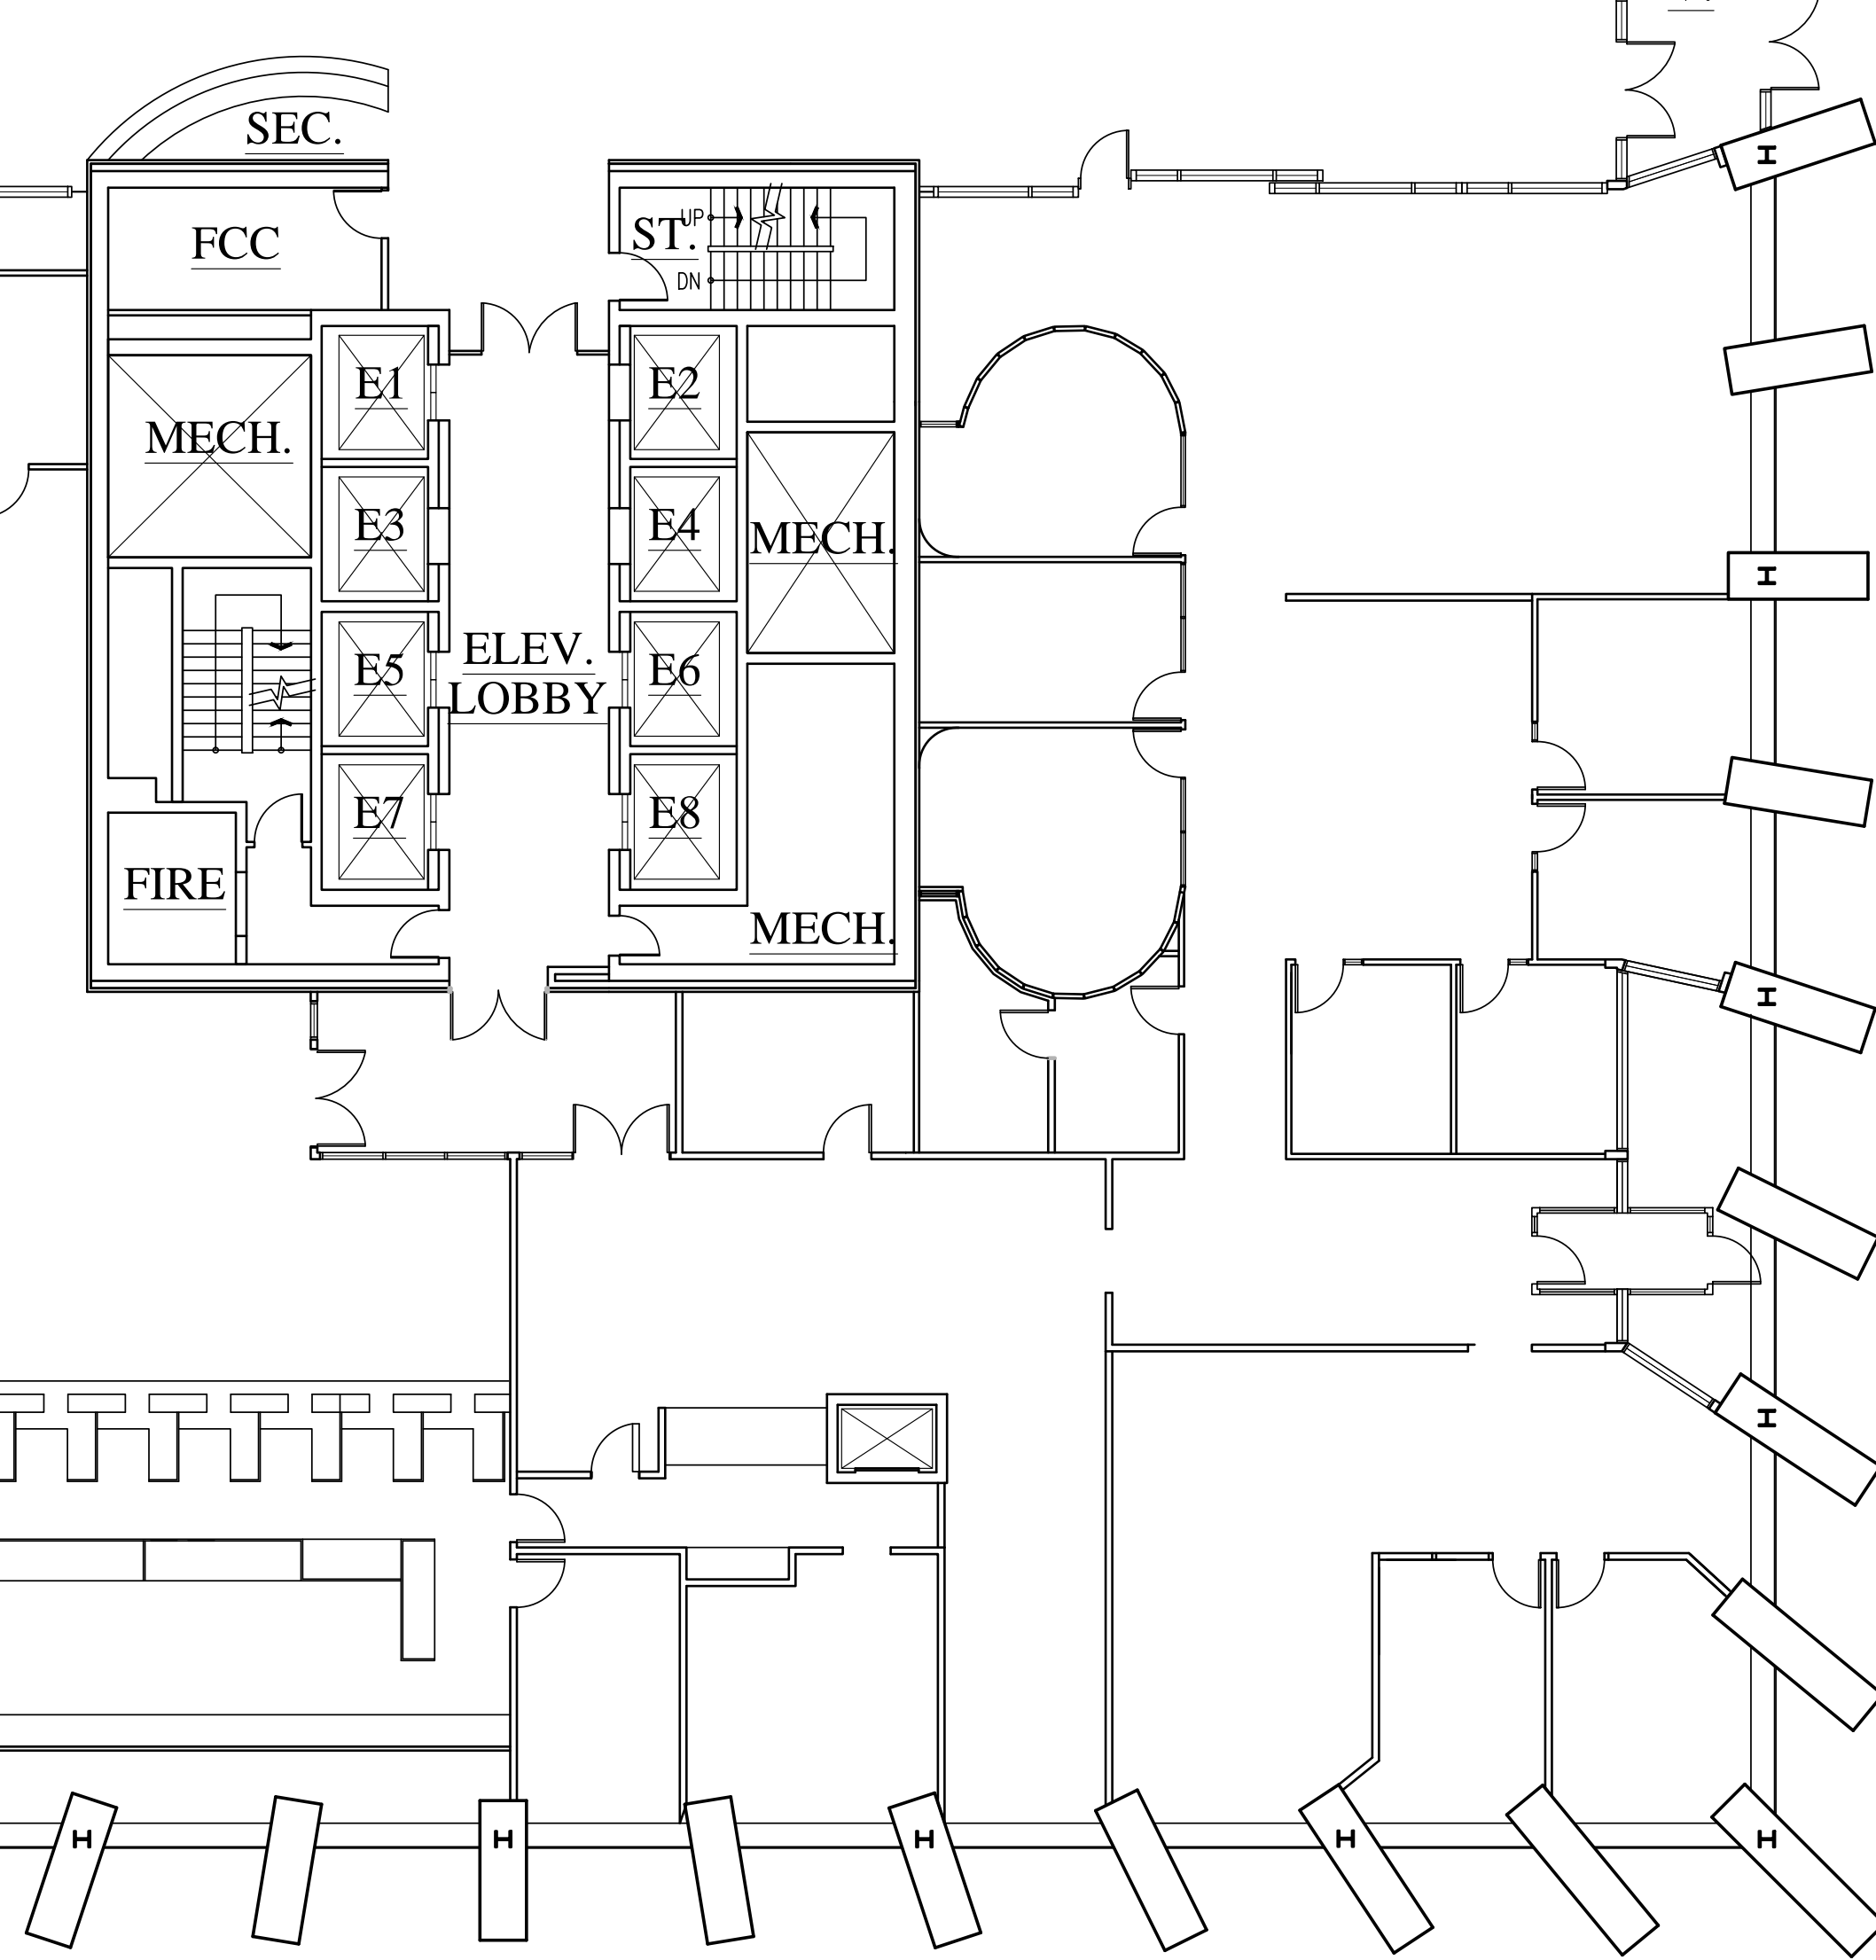 SEC.
FCC
ST.
UP
DN
E1
E2
MECH.
E3
E4
MECH.
ELEV.
LOBBY
E5
E6
E7
E8
FIRE
MECH.